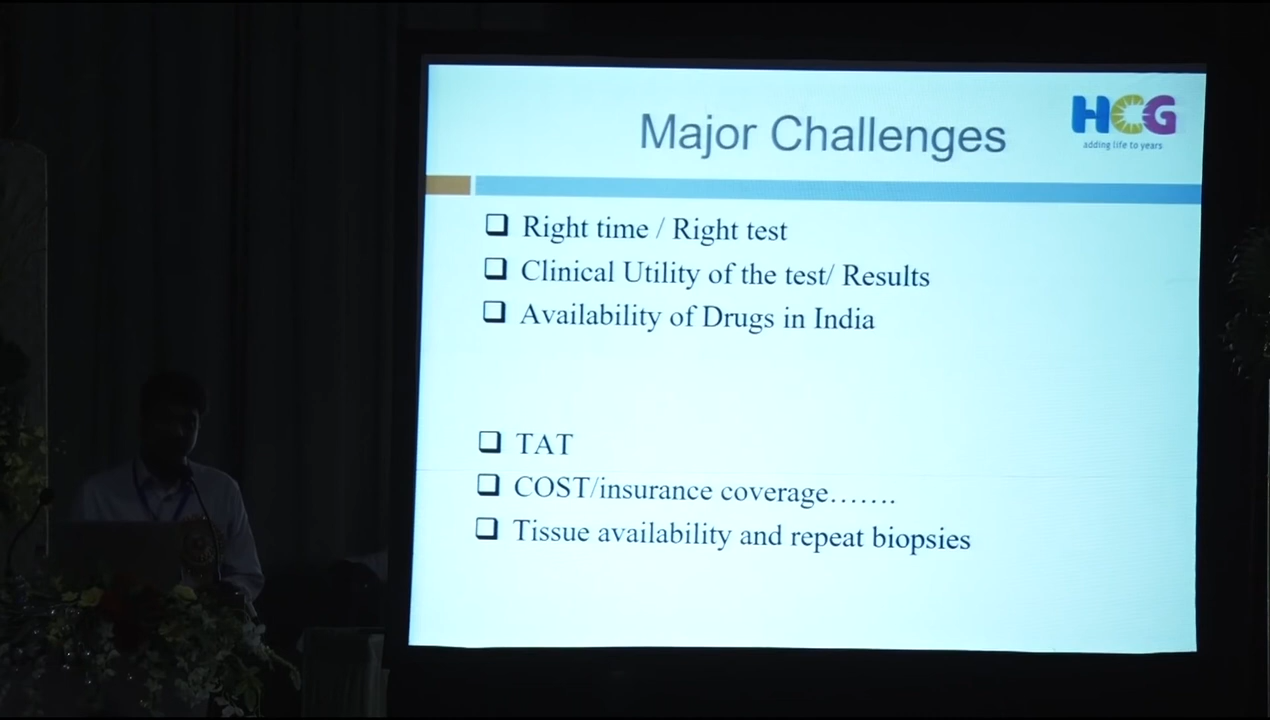 Major Challenges
HCG
adding life to years
Right time / Right test
Clinical Utility of the test/ Results
Availability of Drugs in India
TAT
COST/insurance coverage…….
Tissue availability and repeat biopsies